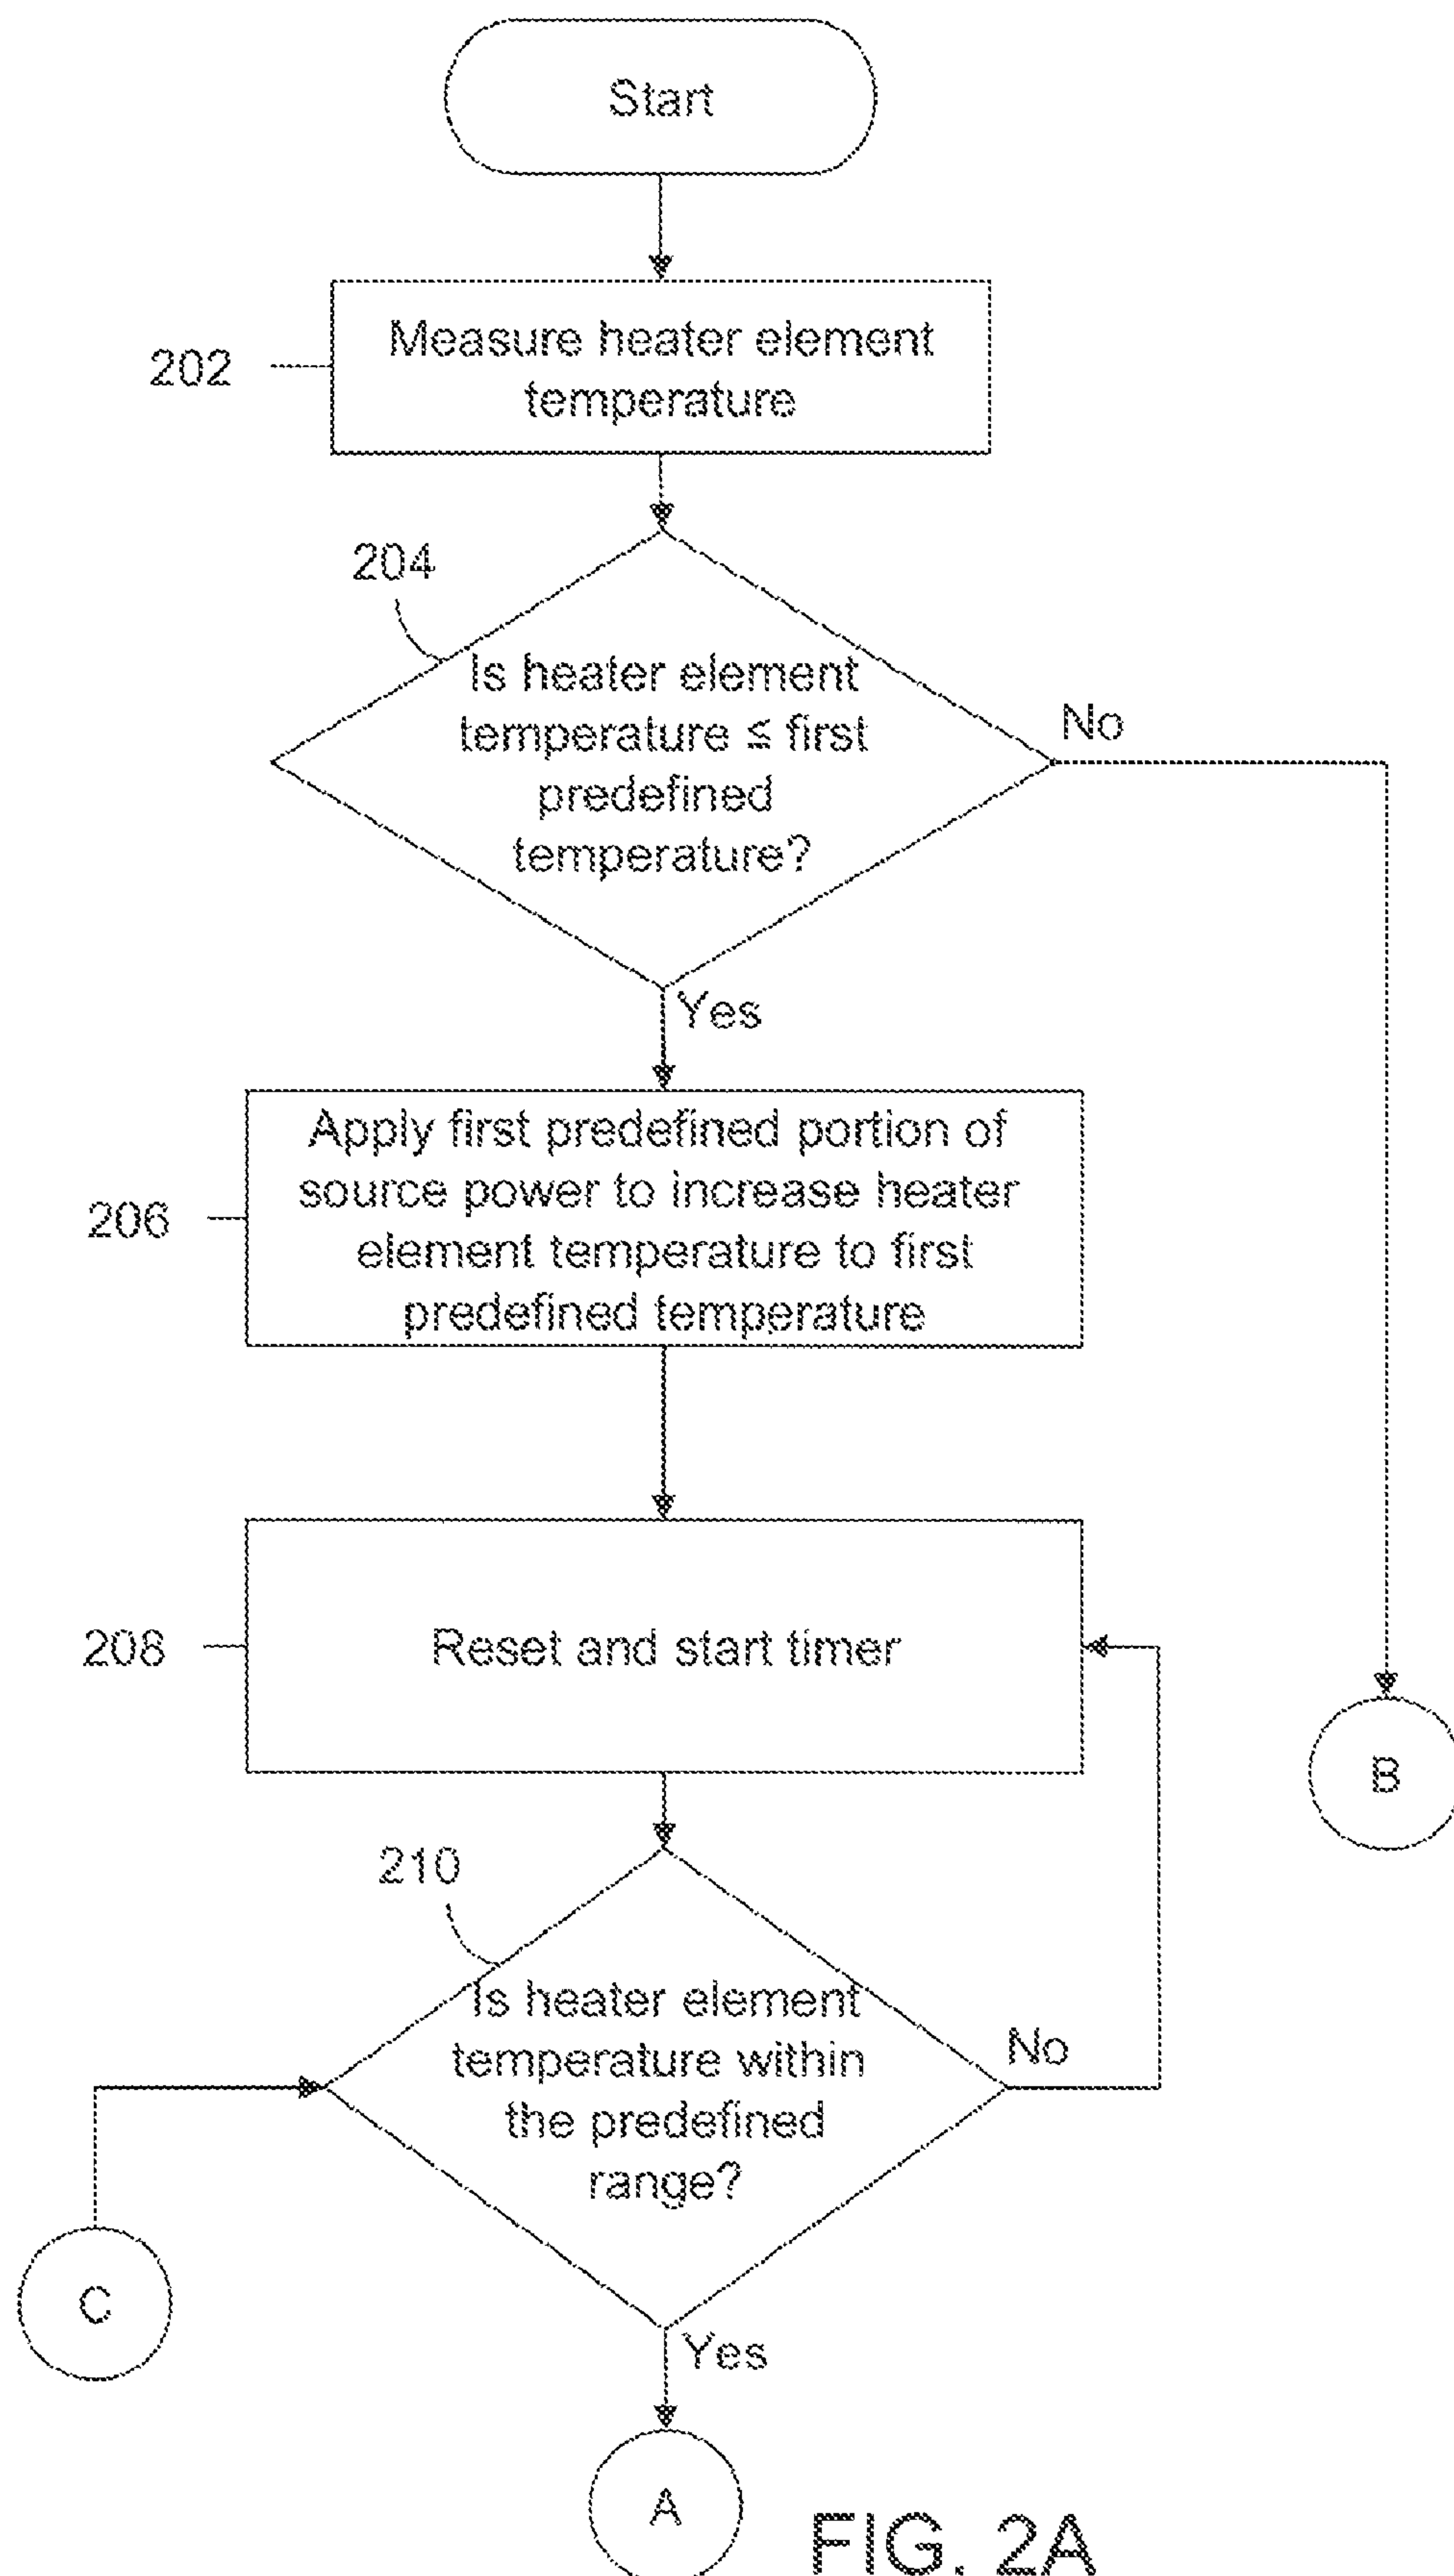 Start
202
Measure heater element
temperature
204
Is heater element
temperature ≤ first
predefined
temperature?
No
Yes
206
Apply first predefined portion of
source power to increase heater
element temperature to first
predefined temperature
208
Reset and start timer
B
210
Is heater element
temperature within
the predefined
range?
No
C
Yes
A
FIG. 2A